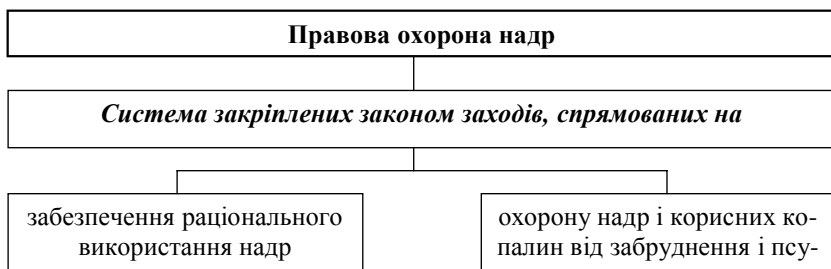 Правова охорона надр
Система закріплених законом заходів, спрямованих на
забезпечення раціонального
використання надр
охорону надр і корисних ко-
палин від забруднення і псу-